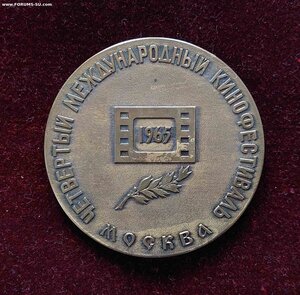 www.FORUMS-SU.com
ЧЕТВЕРТЫЙ МЕЖДУНАРОДНЫЙ КИНОФЕСТИВАЛЬ
1965
МОСКВА